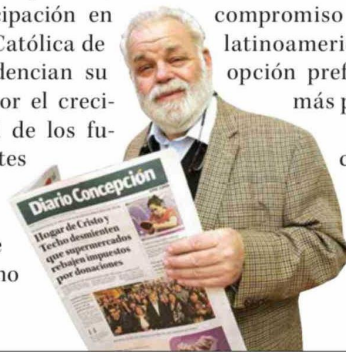 cipación en
Católica de
dencian su
or el creci-
de los fu-
tes
e
no
compromiso
latinoameri
opción pref
más p
Diario Concepción
Hogar de Cristo y
Techo desmienten
que supermercados
rebajen impuestos
por donaciones